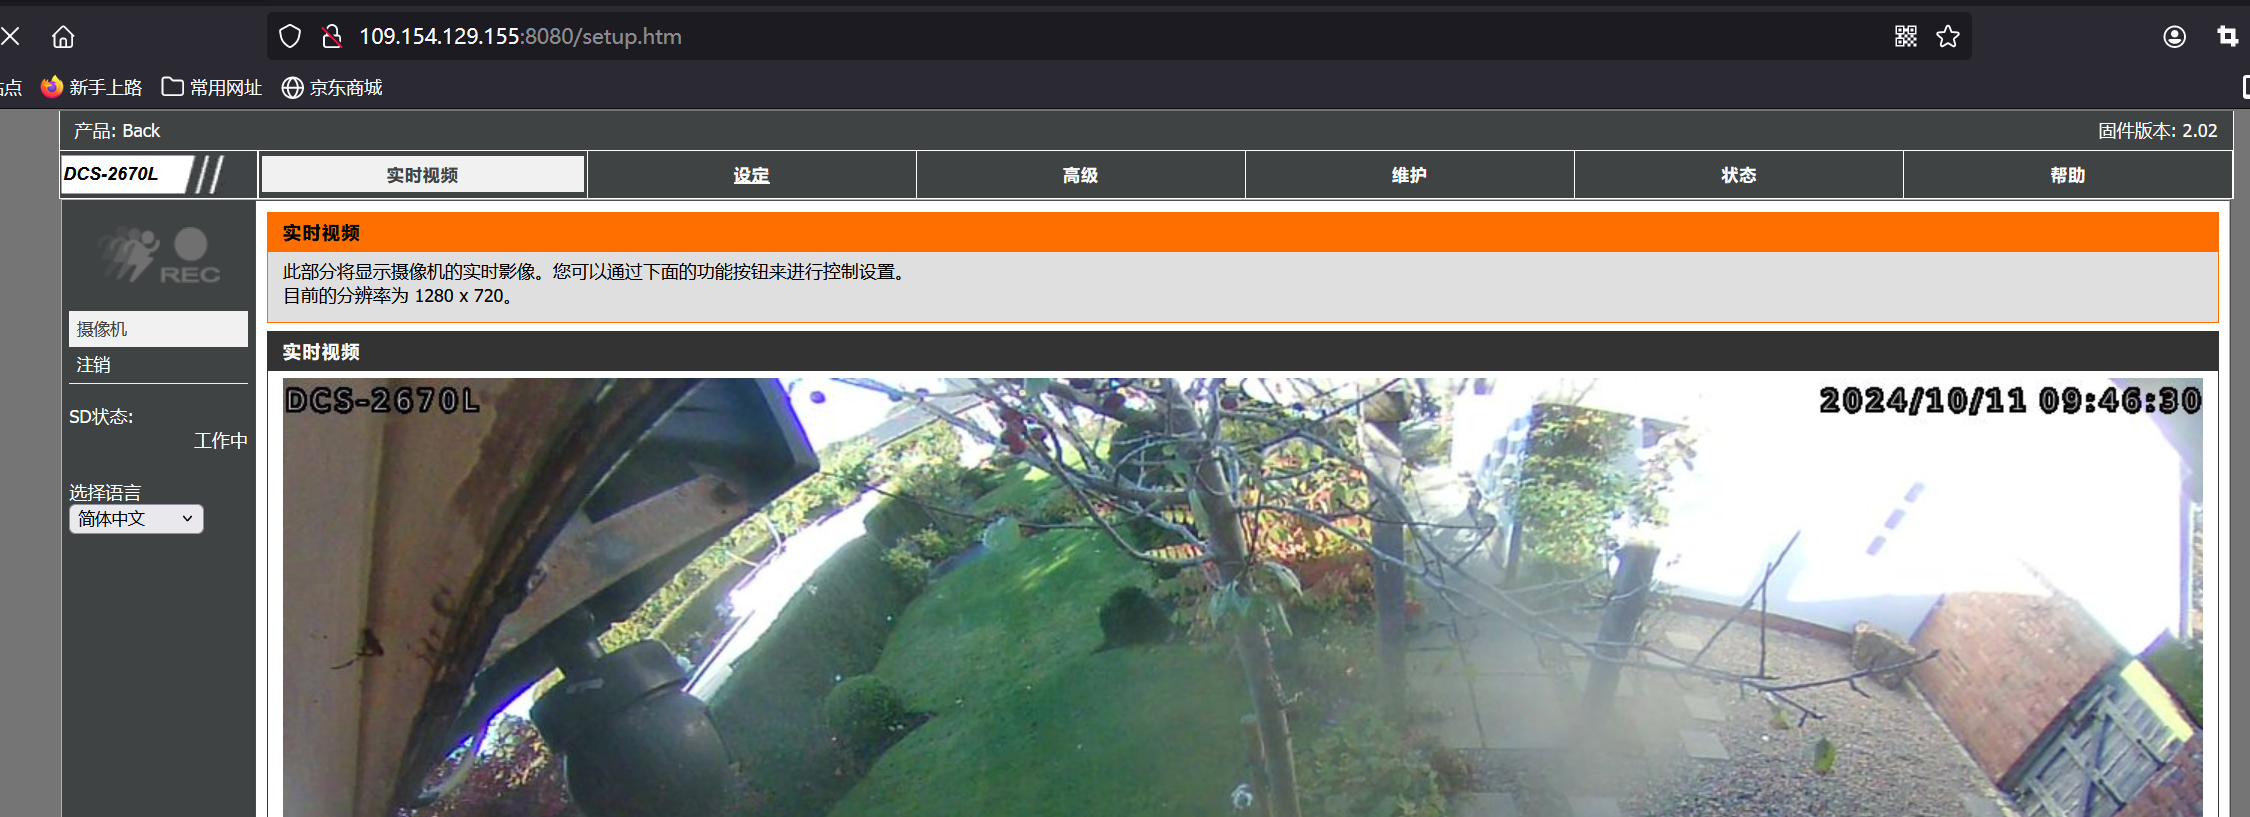 109.154.129.155:8080/setup.htm
点
新手上路
常用网址
京东商城
产品: Back
固件版本: 2.02
DCS-2670L
实时视频
设定
高级
维护
状态
帮助
REC
实时视频
此部分将显示摄像机的实时影像。您可以通过下面的功能按钮来进行控制设置。
目前的分辨率为 1280 x 720。
摄像机
注销
实时视频
DCS-2670L
2024/10/11 09:46:30
SD状态:
工作中
选择语言
简体中文